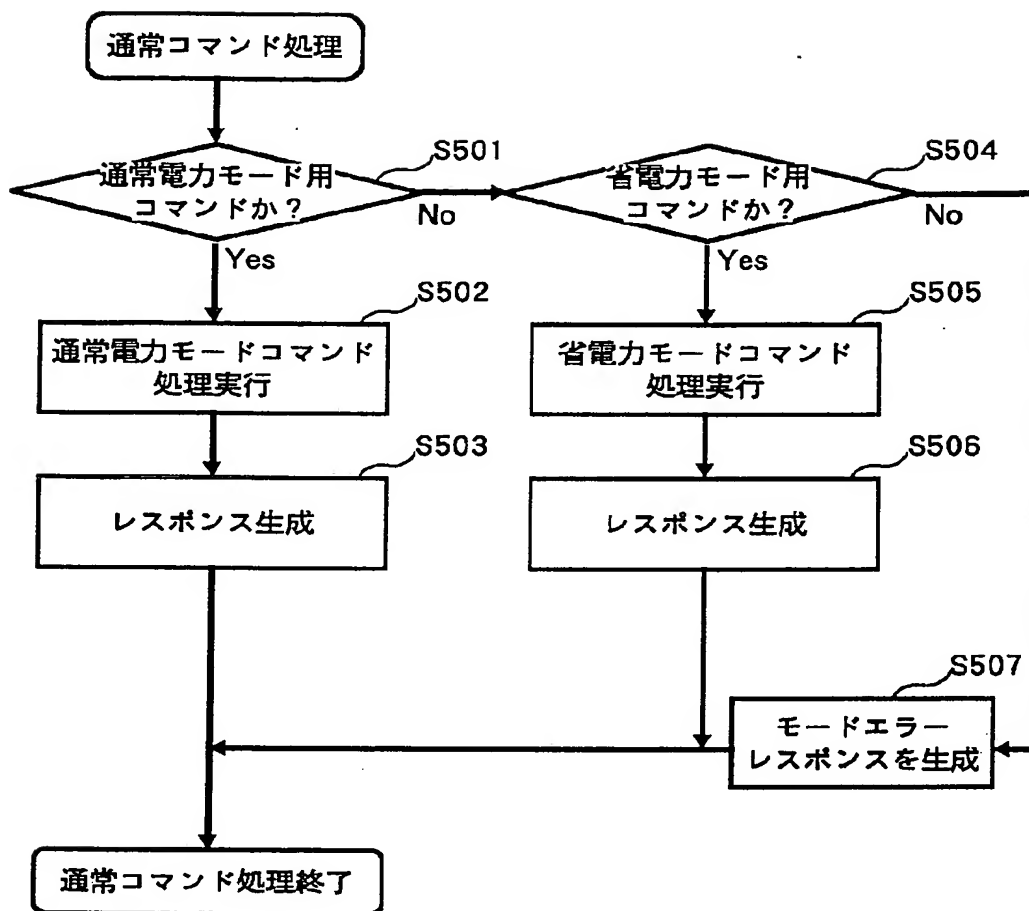 通常コマンド処理
S501
通常電力モード用
コマンドか?
No
Yes
S504
省電力モード用
コマンドか?
No
Yes
S502
通常電力モードコマンド
処理実行
S505
省電力モードコマンド
処理実行
S503
レスポンス生成
S506
レスポンス生成
S507
モードエラー
レスポンスを生成
通常コマンド処理終了